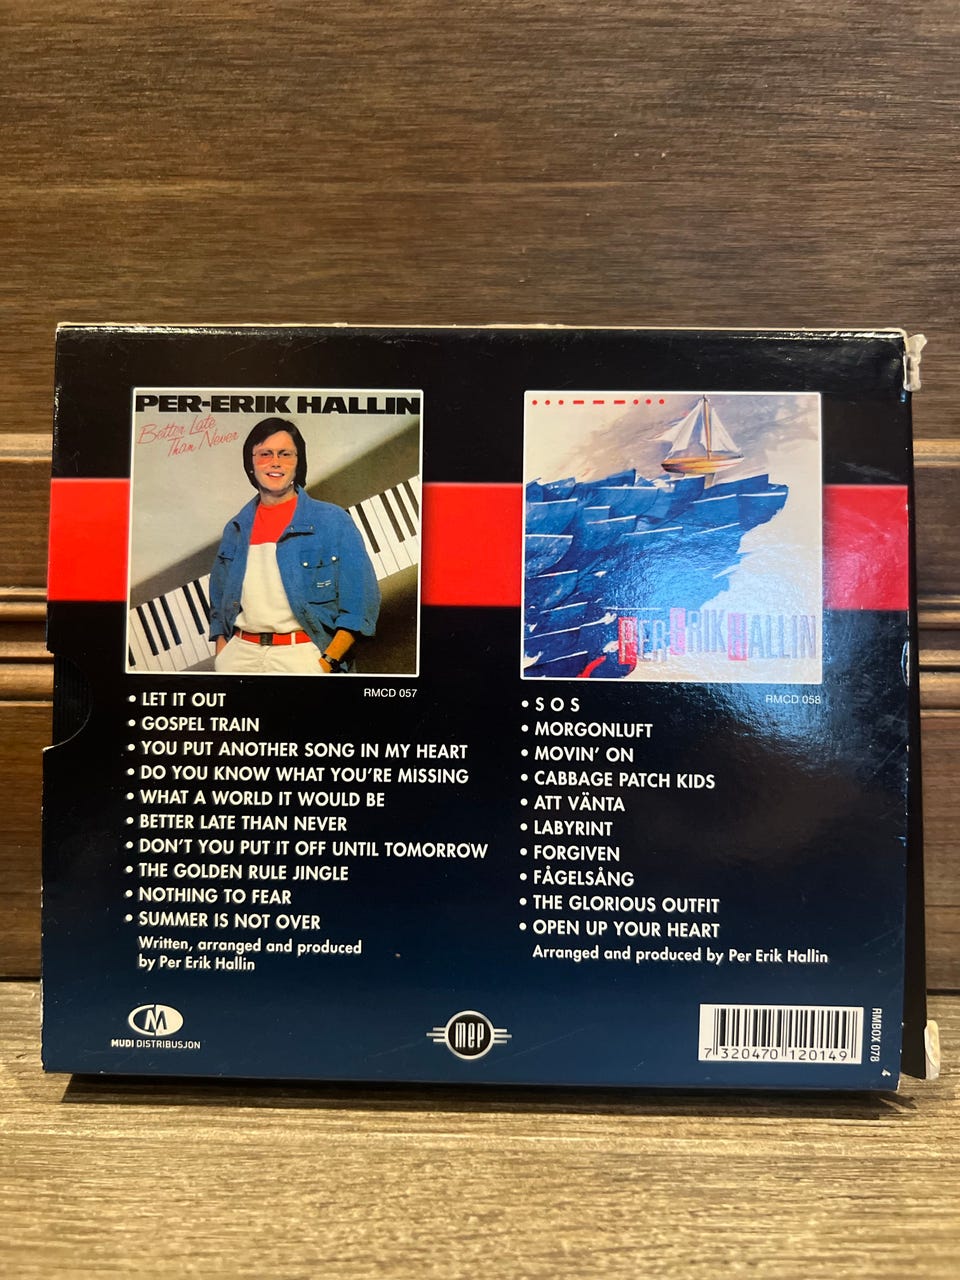 PER-ERIK HALLIN
Better Late
Than Never
RMCD 057
• LET IT OUT
• GOSPEL TRAIN
• YOU PUT ANOTHER SONG IN MY HEART
• DO YOU KNOW WHAT YOU'RE MISSING
• WHAT A WORLD IT WOULD BE
• BETTER LATE THAN NEVER
• DON'T YOU PUT IT OFF UNTIL TOMORROW
• THE GOLDEN RULE JINGLE
• NOTHING TO FEAR
• SUMMER IS NOT OVER
Written, arranged and produced
by Per Erik Hallin
PER ERIK HALLIN
RMCD 058
• S O S
• MORGONLUFT
• MOVIN' ON
• CABBAGE PATCH KIDS
• ATT VÄNTA
• LABYRINT
• FORGIVEN
• FÅGELSÅNG
• THE GLORIOUS OUTFIT
• OPEN UP YOUR HEART
Arranged and produced by Per Erik Hallin
M
MUDI DISTRIBUSJON
mep
7 320470 120149
RMBOX 078
4